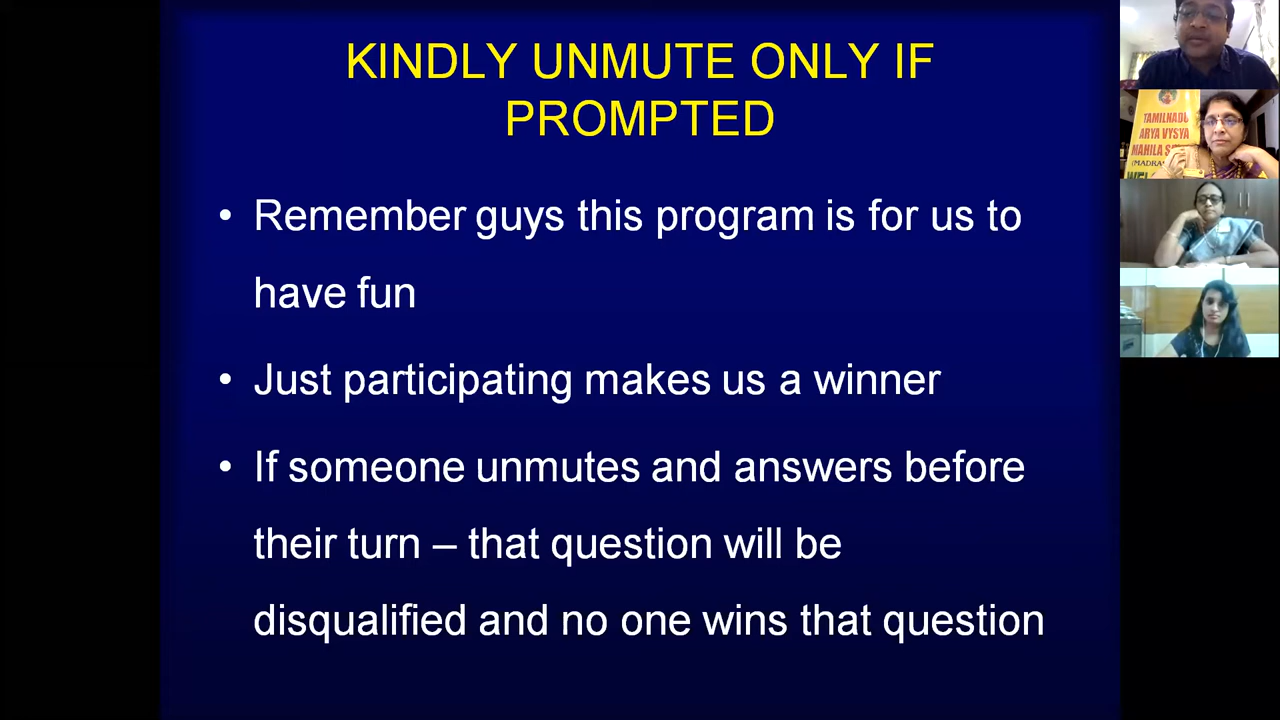 KINDLY UNMUTE ONLY IF
PROMPTED
• Remember guys this program is for us to
have fun
• Just participating makes us a winner
• If someone unmutes and answers before
their turn – that question will be
disqualified and no one wins that question
TAMILNADU
ARYA VYSYA
MAHILA
(MADRA